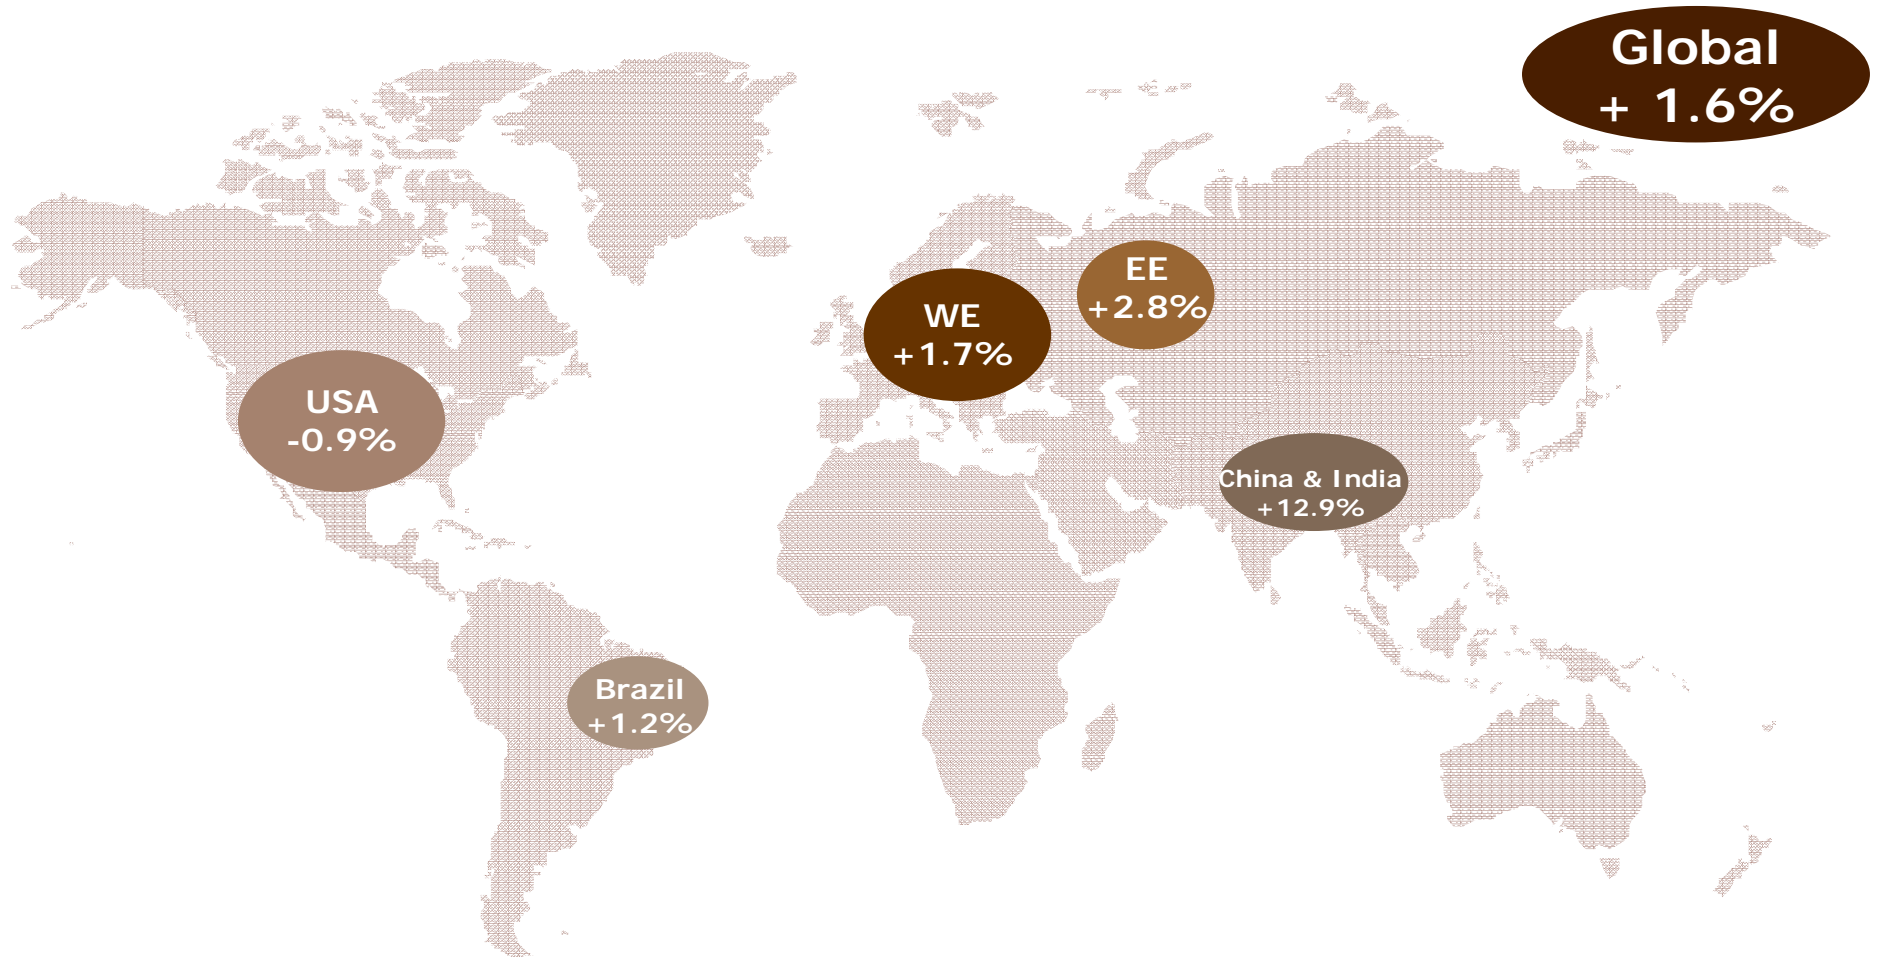 Global
+ 1.6%
EE
+2.8%
WE
+1.7%
USA
-0.9%
China & India
+12.9%
Brazil
+1.2%